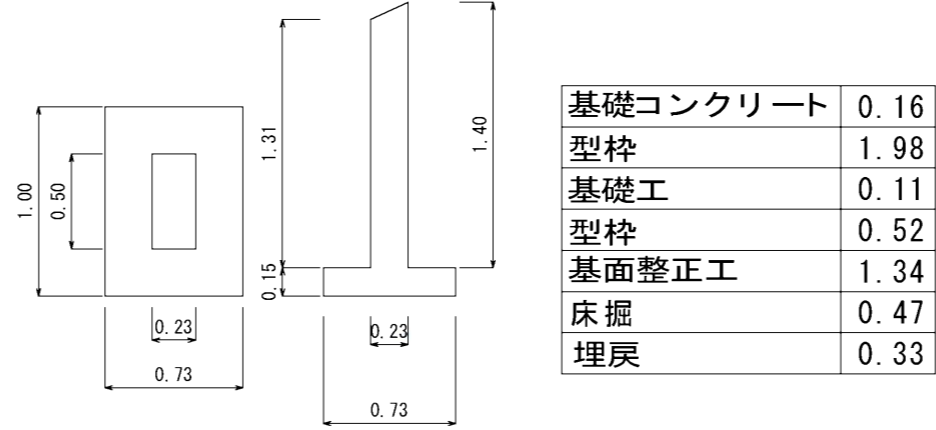 1.00
0.50
0.23
0.73
1.31
1.40
0.15
0.23
0.73
基礎コンクリート 0.16
型枠 1.98
基礎工 0.11
型枠 0.52
基面整正工 1.34
床掘 0.47
埋戻 0.33